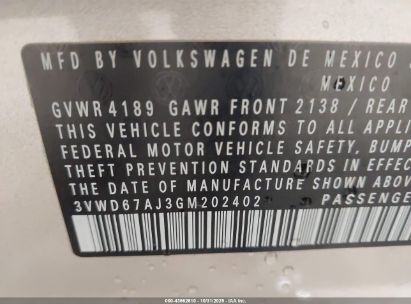 MFD BY VOLKSWAGEN DE MEXICO
MEXICO
GVWR 4189 GAWR FRONT 2138 / REAR
THIS VEHICLE CONFORMS TO ALL APPLI
FEDERAL MOTOR VEHICLE SAFETY, BUMP
THEFT PREVENTION STANDARDS IN EFFEC
THE DATE OF MANUFACTURE SHOWN ABOVE
3VWD67AJ3GM202402 PASSENGE